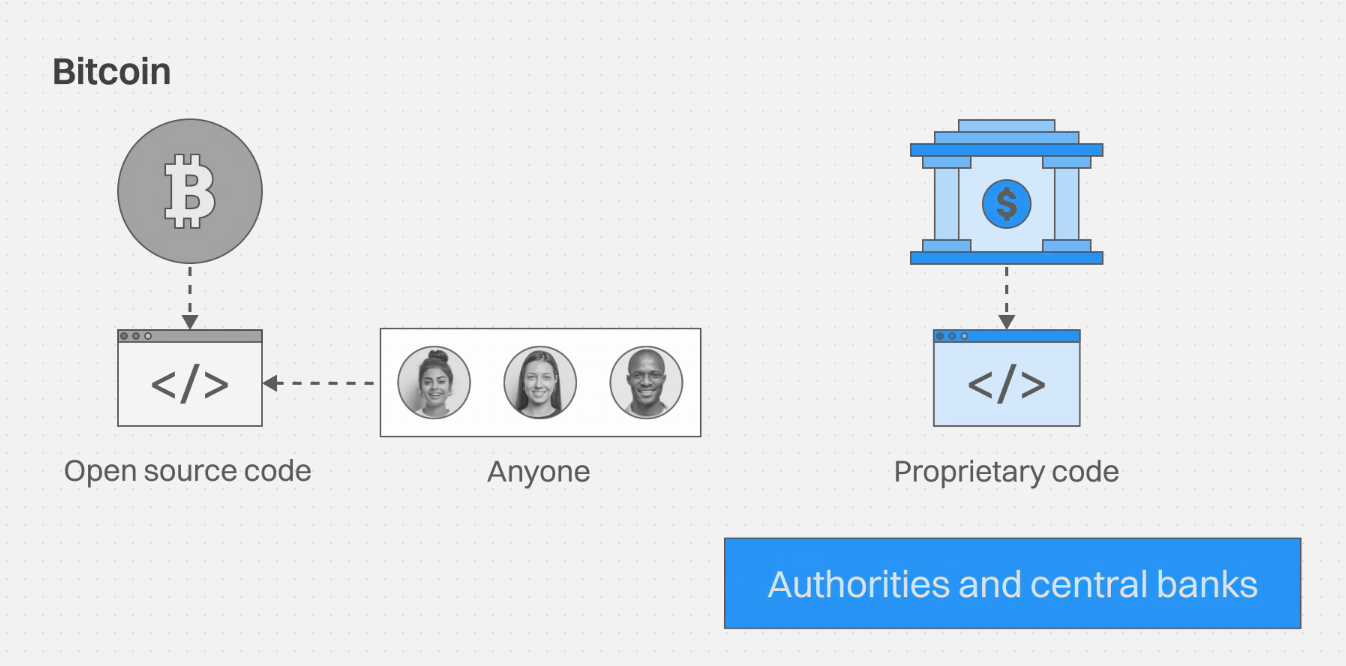 Bitcoin
₿
$
</>
</>
Open source code
Anyone
Proprietary code
Authorities and central banks